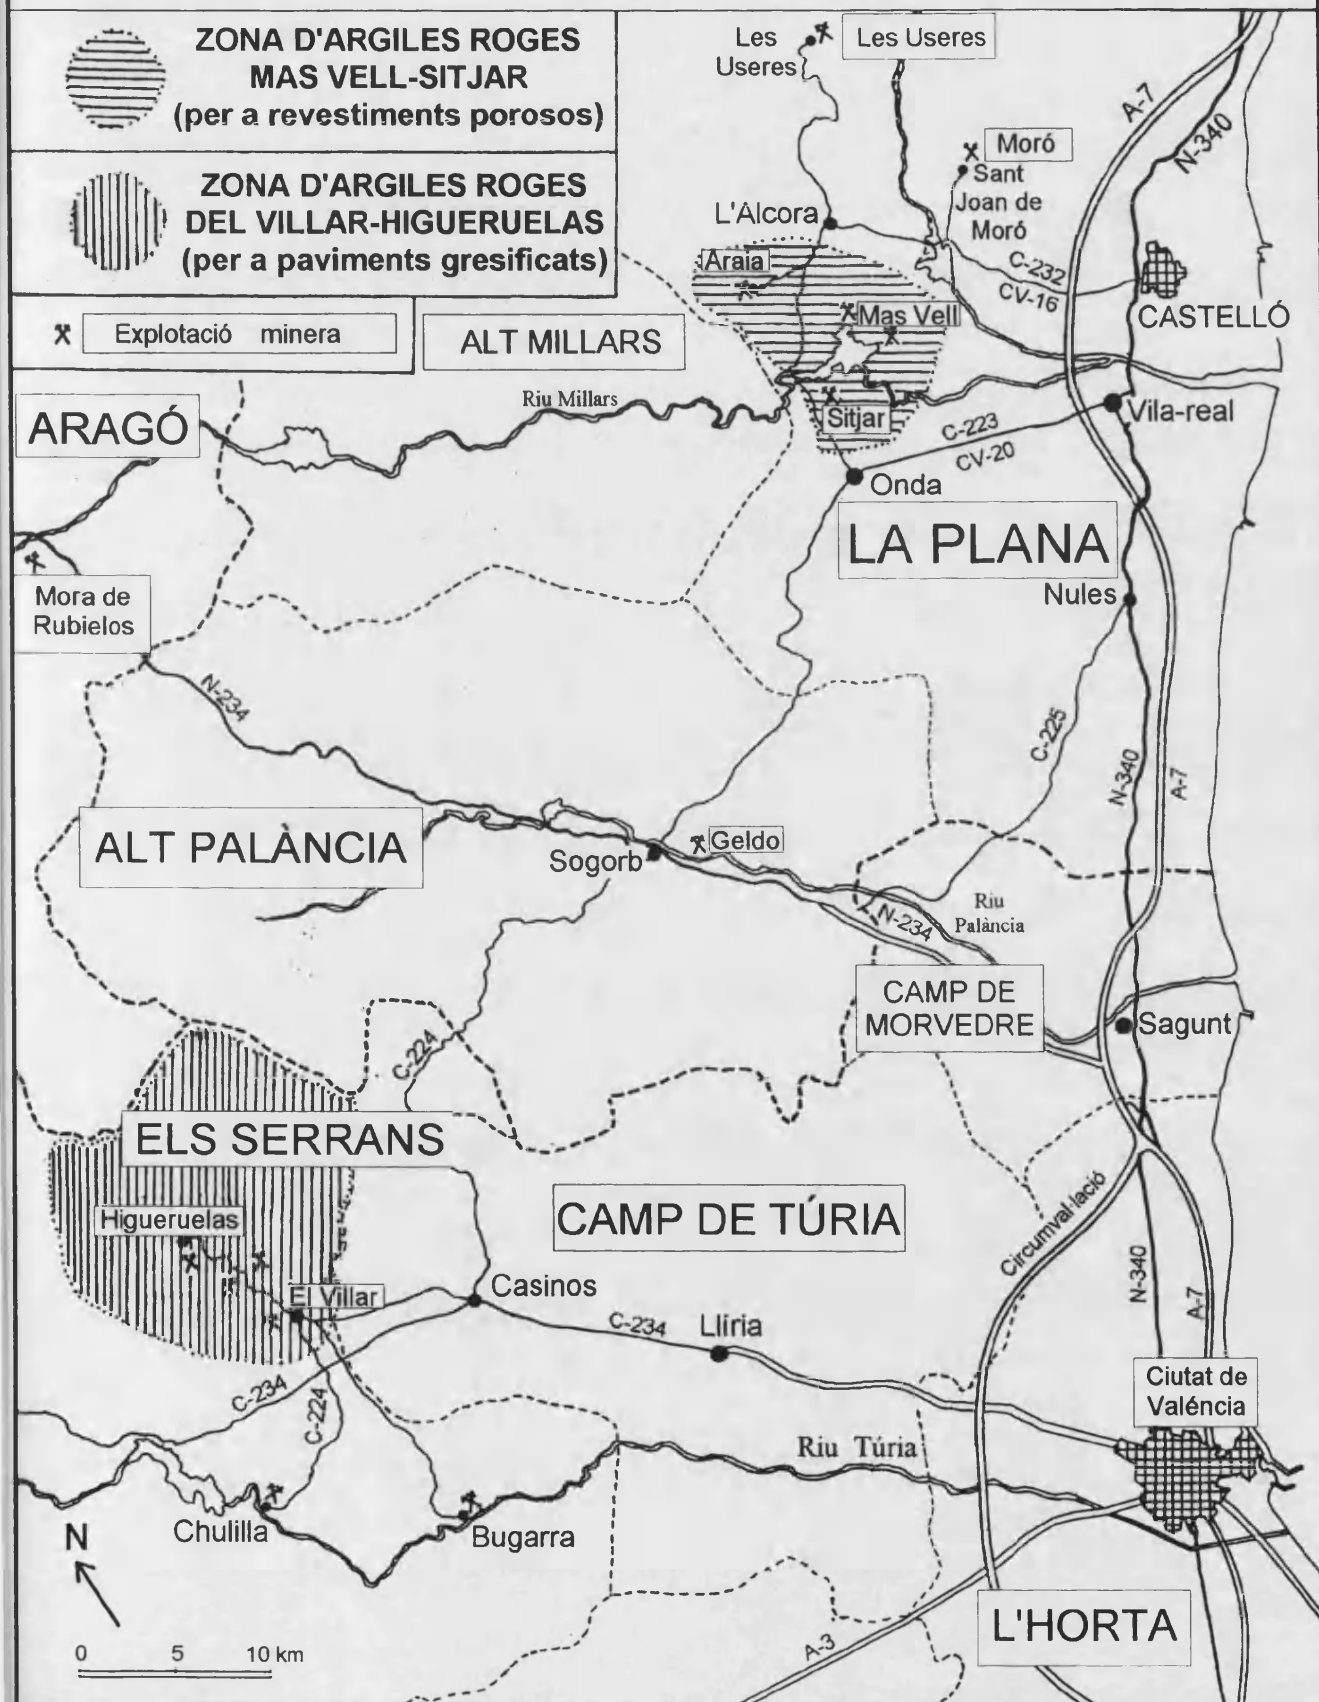 ZONA D'ARGILES ROGES
MAS VELL-SITJAR
(per a revestiments porosos)
ZONA D'ARGILES ROGES
DEL VILLAR-HIGUERUELAS
(per a paviments gresificats)
Explotació minera
ALT MILLARS
Les
Useres
Les Useres
A-7
N-340
Moró
Sant
Joan de
Moró
L'Alcora
Araia
C-232
CV-16
CASTELLÓ
Mas Vell
Riu Millars
ARAGÓ
Sitjar
C-223
CV-20
Vila-real
Onda
LA PLANA
Nules
Mora de
Rubielos
N-234
C-225
N-340
A-7
ALT PALÀNCIA
Sogorb
Geldo
Riu
Palància
N-234
CAMP DE
MORVEDRE
Sagunt
C-224
ELS SERRANS
CAMP DE TÚRIA
Circumval·lació
Higueruelas
El Villar
Casinos
N-340
A-7
C-234
Llíria
C-234
C-224
Ciutat de
Valéncia
Riu Túria
Chulilla
Bugarra
N
L'HORTA
A-3
0 5 10 km